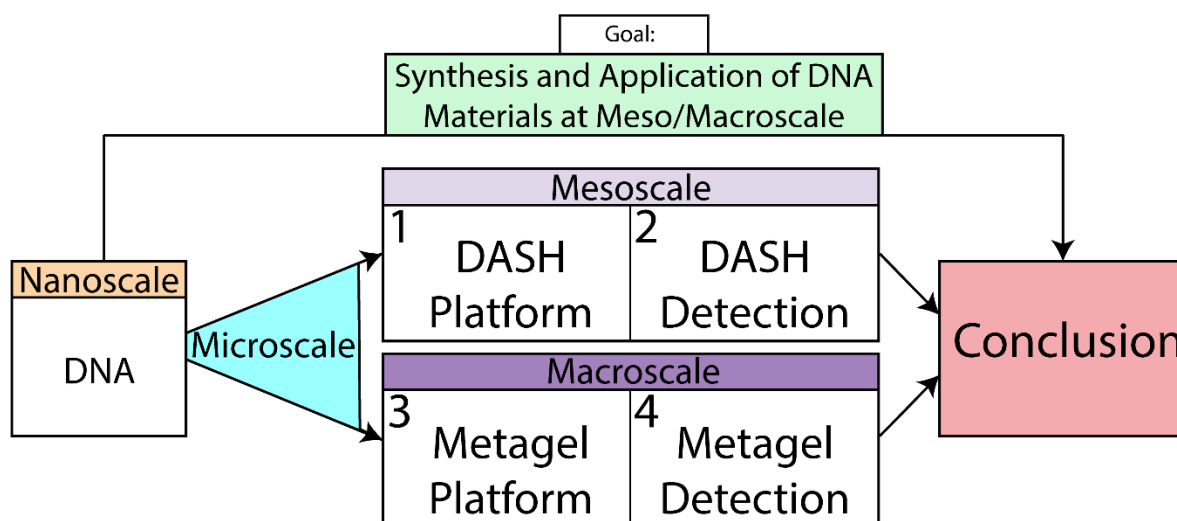 Goal:
Synthesis and Application of DNA
Materials at Meso/Macroscale
Nanoscale
DNA
Microscale
Mesoscale
1
DASH
Platform
2
DASH
Detection
Macroscale
3
Metagel
Platform
4
Metagel
Detection
Conclusion